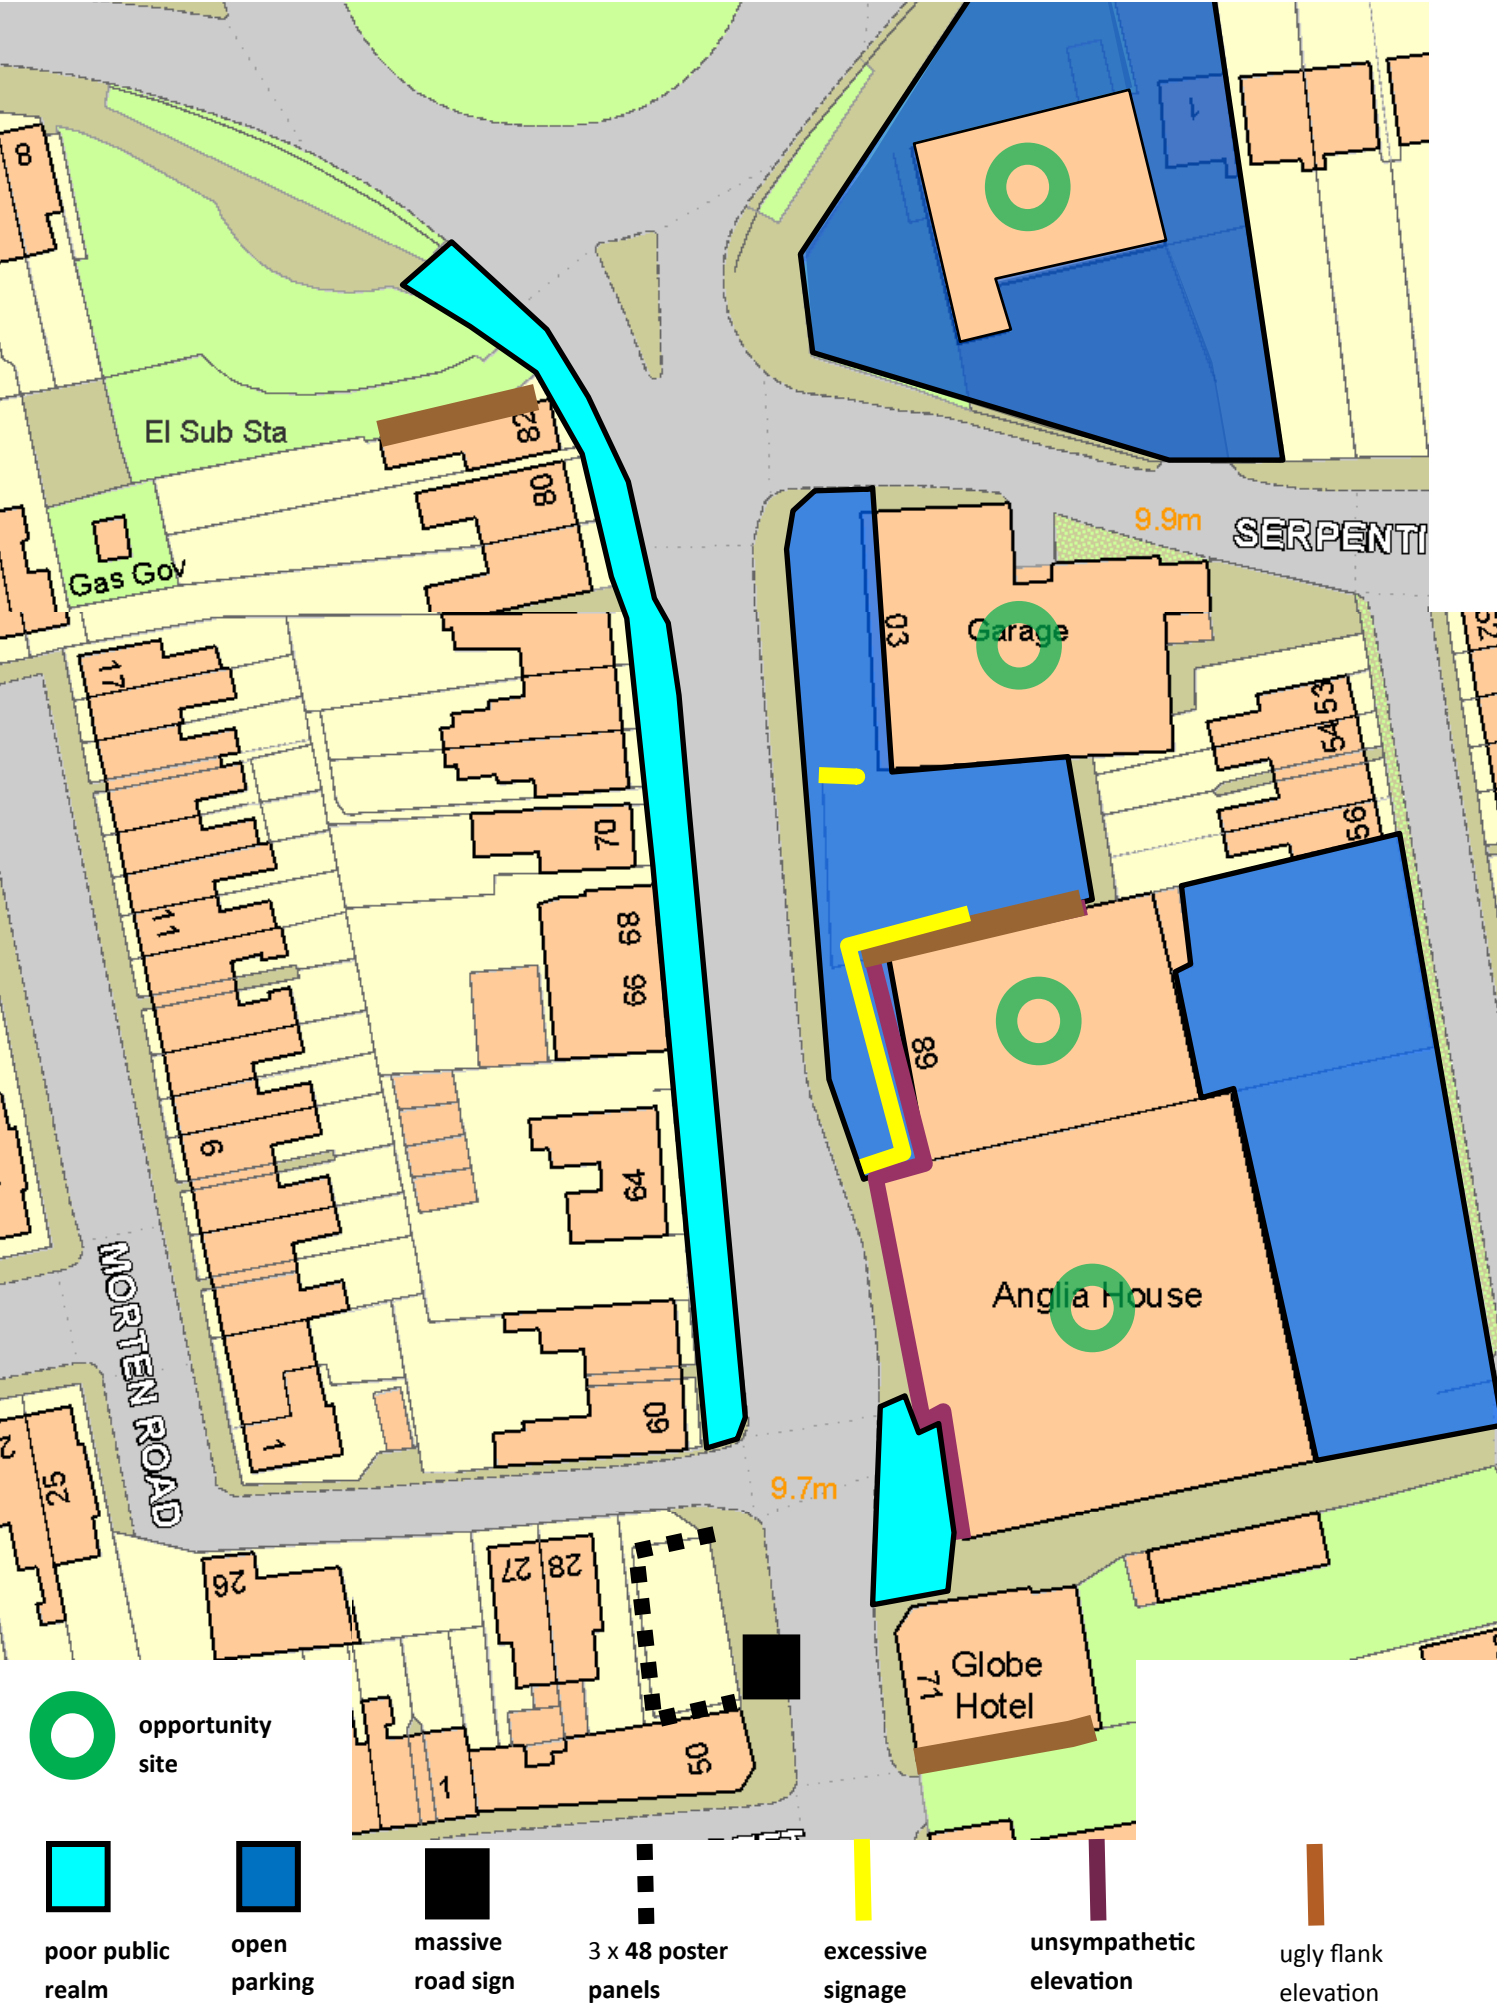 8
1
El Sub Sta
82
80
Gas Gov
9.9m
SERPENTI
03
Garage
17
53
54
56
70
11
68
66
68
9
64
Anglia House
MORTEN ROAD
60
1
25
9.7m
26
27
28
71
Globe
Hotel
50
1
opportunity
site
poor public
realm
open
parking
massive
road sign
3 x 48 poster
panels
excessive
signage
unsympathetic
elevation
ugly flank
elevation